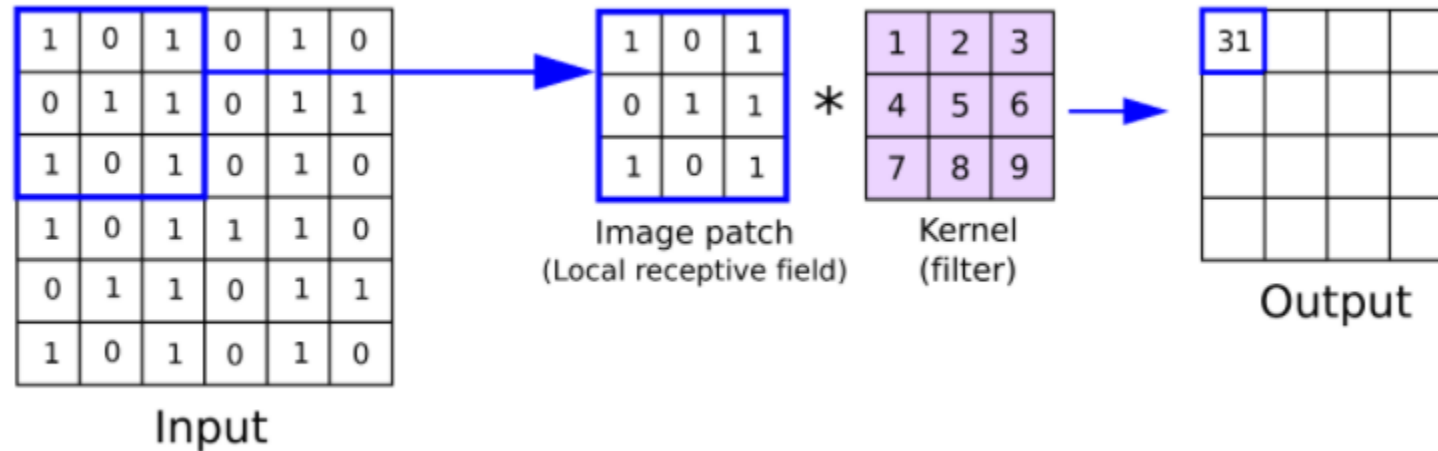 1 0 1 0 1 0
0 1 1 0 1 1
1 0 1 0 1 0
1 0 1 1 1 0
0 1 1 0 1 1
1 0 1 0 1 0
Input
1 0 1
0 1 1
1 0 1
Image patch
(Local receptive field)
*
1 2 3
4 5 6
7 8 9
Kernel
(filter)
31
Output